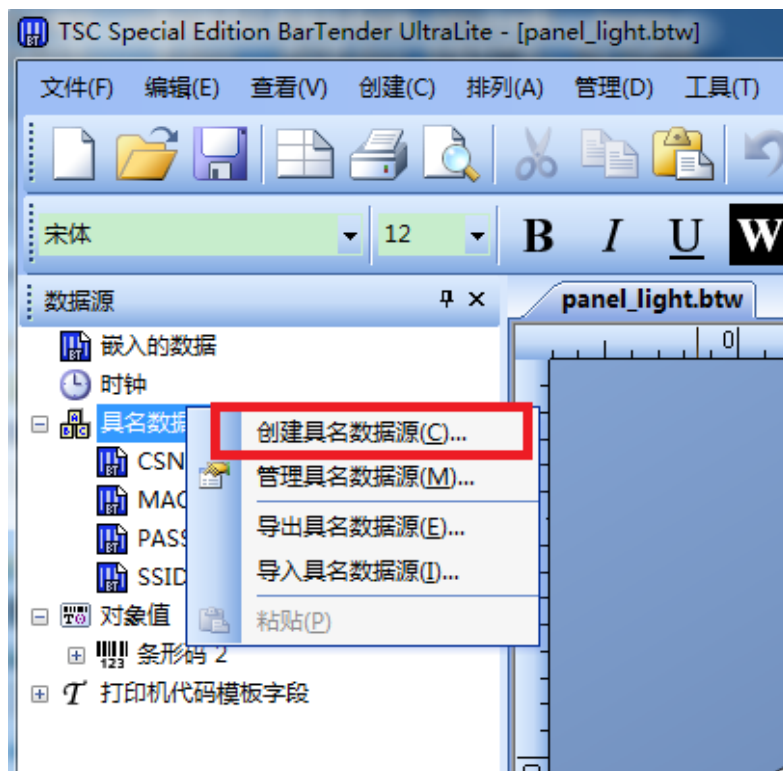 TSC Special Edition BarTender UltraLite - [panel_light.btw]
文件(F) 编辑(E) 查看(V) 创建(C) 排列(A) 管理(D) 工具(T)
宋体 12 B I U W
数据源
panel_light.btw
0
嵌入的数据
时钟
具名数据
创建具名数据源(C)...
CSN
管理具名数据源(M)...
MAC
PASS
导出具名数据源(E)...
SSID
导入具名数据源(I)...
对象值
粘贴(P)
条形码 2
打印机代码模板字段